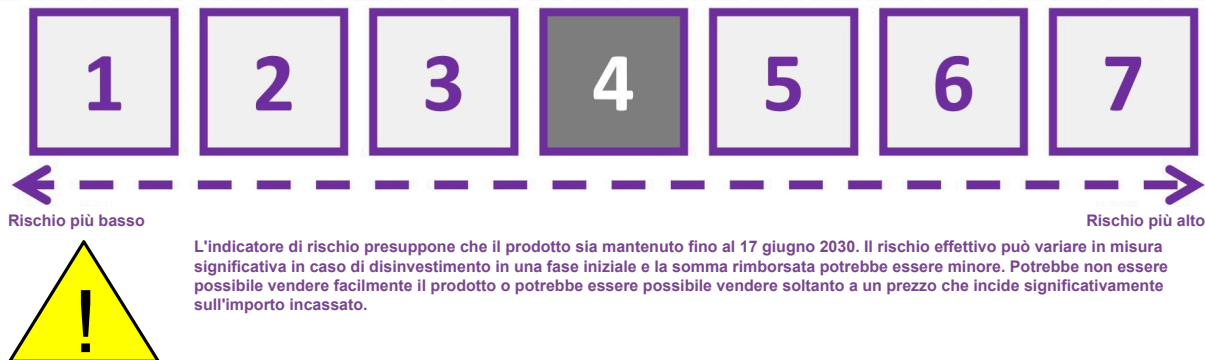 1 2 3 4 5 6 7
Rischio più basso Rischio più alto
L'indicatore di rischio presuppone che il prodotto sia mantenuto fino al 17 giugno 2030. Il rischio effettivo può variare in misura
significativa in caso di disinvestimento in una fase iniziale e la somma rimborsata potrebbe essere minore. Potrebbe non essere
possibile vendere facilmente il prodotto o potrebbe essere possibile vendere soltanto a un prezzo che incide significativamente
sull'importo incassato.
!